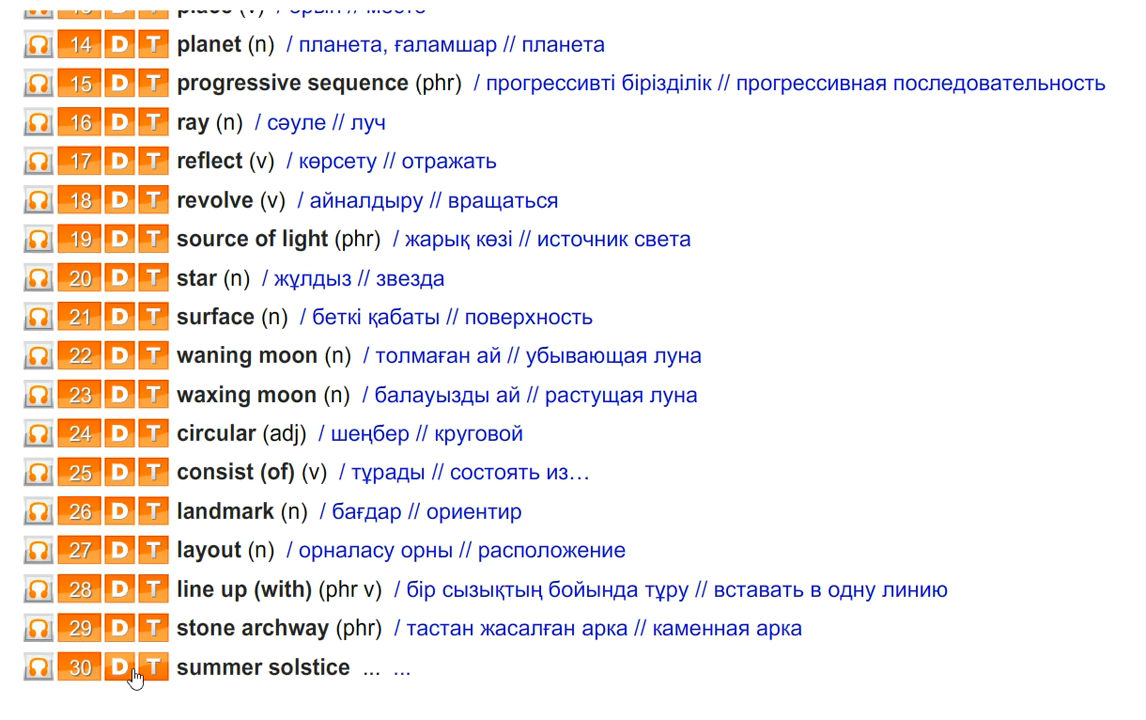 14 D T planet (n) / планета, ғаламшар // планета
15 D T progressive sequence (phr) / прогрессивті бірізділік // прогрессивная последовательность
16 D T ray (n) / сәуле // луч
17 D T reflect (v) / көрсету // отражать
18 D T revolve (v) / айналдыру // вращаться
19 D T source of light (phr) / жарық көзі // источник света
20 D T star (n) / жұлдыз // звезда
21 D T surface (n) / беткі қабаты // поверхность
22 D T waning moon (n) / толмаған ай // убывающая луна
23 D T waxing moon (n) / балауызды ай // растущая луна
24 D T circular (adj) / шеңбер // круговой
25 D T consist (of) (v) / тұрады // состоять из…
26 D T landmark (n) / бағдар // ориентир
27 D T layout (n) / орналасу орны // расположение
28 D T line up (with) (phr v) / бір сызықтың бойында тұру // вставать в одну линию
29 D T stone archway (phr) / тастан жасалған арка // каменная арка
30 D T summer solstice ... ...